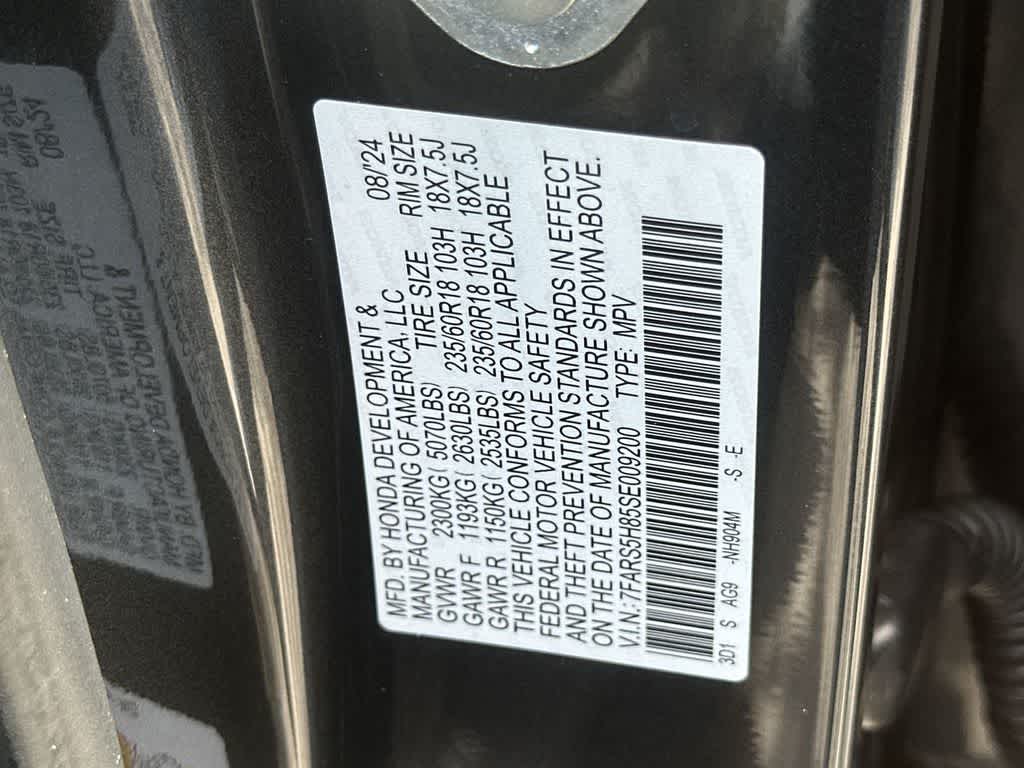 MFD. BY HONDA DEVELOPMENT &
MANUFACTURING OF AMERICA, LLC 08/'24
GVWR 2300KG( 5070LBS) TIRE SIZE RIM SIZE
GAWR F 1193KG( 2630LBS) 235/60R18 103H 18X7.5J
GAWR R 1150KG( 2535LBS) 235/60R18 103H 18X7.5J
THIS VEHICLE CONFORMS TO ALL APPLICABLE
FEDERAL MOTOR VEHICLE SAFETY
AND THEFT PREVENTION STANDARDS IN EFFECT
ON THE DATE OF MANUFACTURE SHOWN ABOVE.
V.I.N.: 7FARS5H85SE009200 TYPE: MPV
3D1 S AG9 -NH904M -S -E